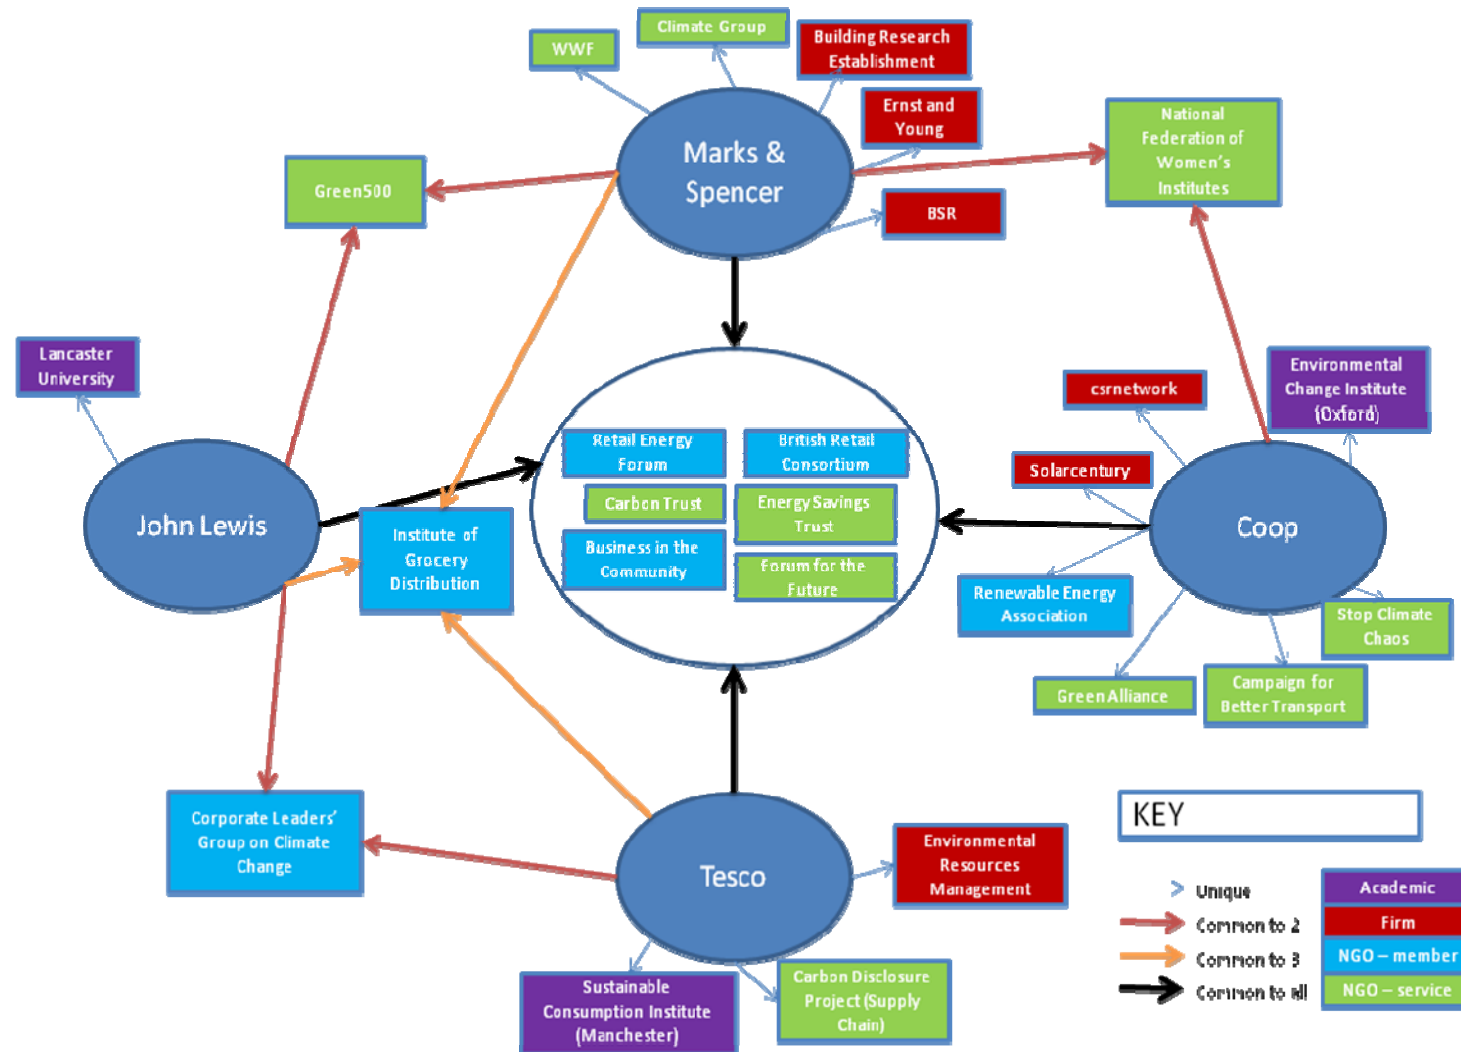 Climate Group
WWF
Building Research
Establishment
Ernst and
Young
BSR
Marks &
Spencer
National
Federation of
Women's
Institutes
Green500
Lancaster
University
John Lewis
Institute of
Grocery
Distribution
Retail Energy
Forum
British Retail
Consortium
Carbon Trust
Energy Savings
Trust
Business in the
Community
Forum for the
Future
csrnetwork
Environmental
Change Institute
(Oxford)
Solarcentury
Coop
Renewable Energy
Association
Stop Climate
Chaos
Green Alliance
Campaign for
Better Transport
Corporate Leaders'
Group on Climate
Change
Tesco
Environmental
Resources
Management
Sustainable
Consumption Institute
(Manchester)
Carbon Disclosure
Project (Supply
Chain)
KEY
Unique
Common to 2
Common to 3
Common to all
Academic
Firm
NGO – member
NGO – service